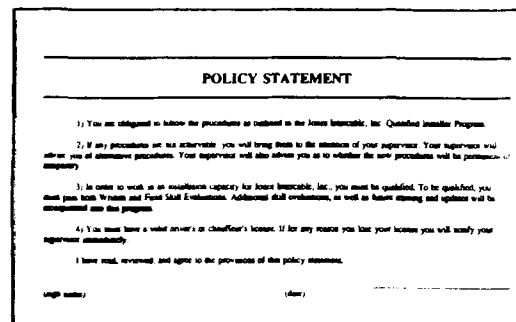 POLICY STATEMENT
1) You are obligated to follow the procedures as outlined in the Jones Intercable, Inc. Qualified Installer Program.
2) If any procedures are not achievable, you will bring them to the attention of your supervisor. Your supervisor will
advise you of alternative procedures. Your supervisor will also advise you as to whether the new procedures will be permanent or
temporary.
3) In order to work in an installation capacity for Jones Intercable, Inc., you must be qualified. To be qualified, you
must pass both Written and Field Skill Evaluations. Additional skill evaluations, as well as future training and updates will be
incorporated into this program.
4) You must have a valid driver's or chauffeur's license. If for any reason you lose your license you will notify your
supervisor immediately.
I have read, reviewed, and agree to the provisions of this policy statement.
(sign name) (date)